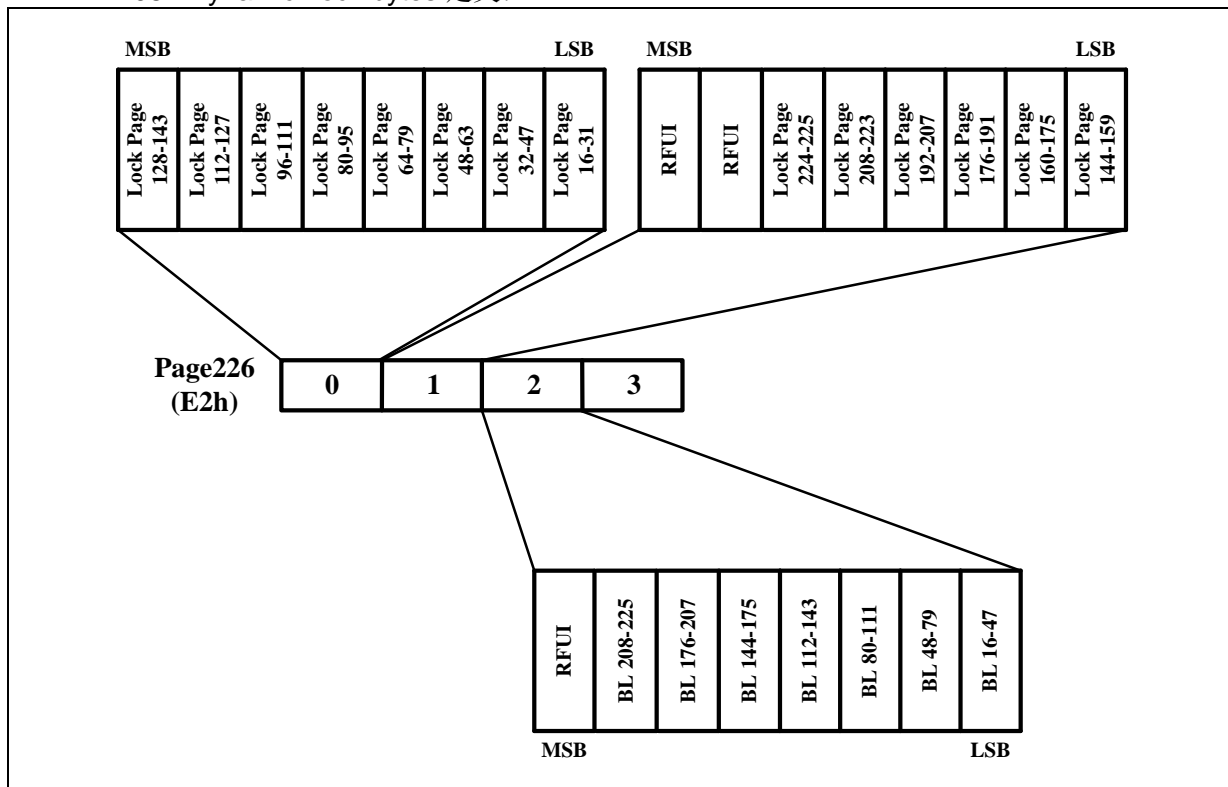 MSB LSB MSB LSB
Lock Page 128-143
Lock Page 112-127
Lock Page 96-111
Lock Page 80-95
Lock Page 64-79
Lock Page 48-63
Lock Page 32-47
Lock Page 16-31
RFUI
RFUI
Lock Page 224-225
Lock Page 208-223
Lock Page 192-207
Lock Page 176-191
Lock Page 160-175
Lock Page 144-159
Page226
(E2h)
0 1 2 3
RFUI
BL 208-225
BL 176-207
BL 144-175
BL 112-143
BL 80-111
BL 48-79
BL 16-47
MSB LSB